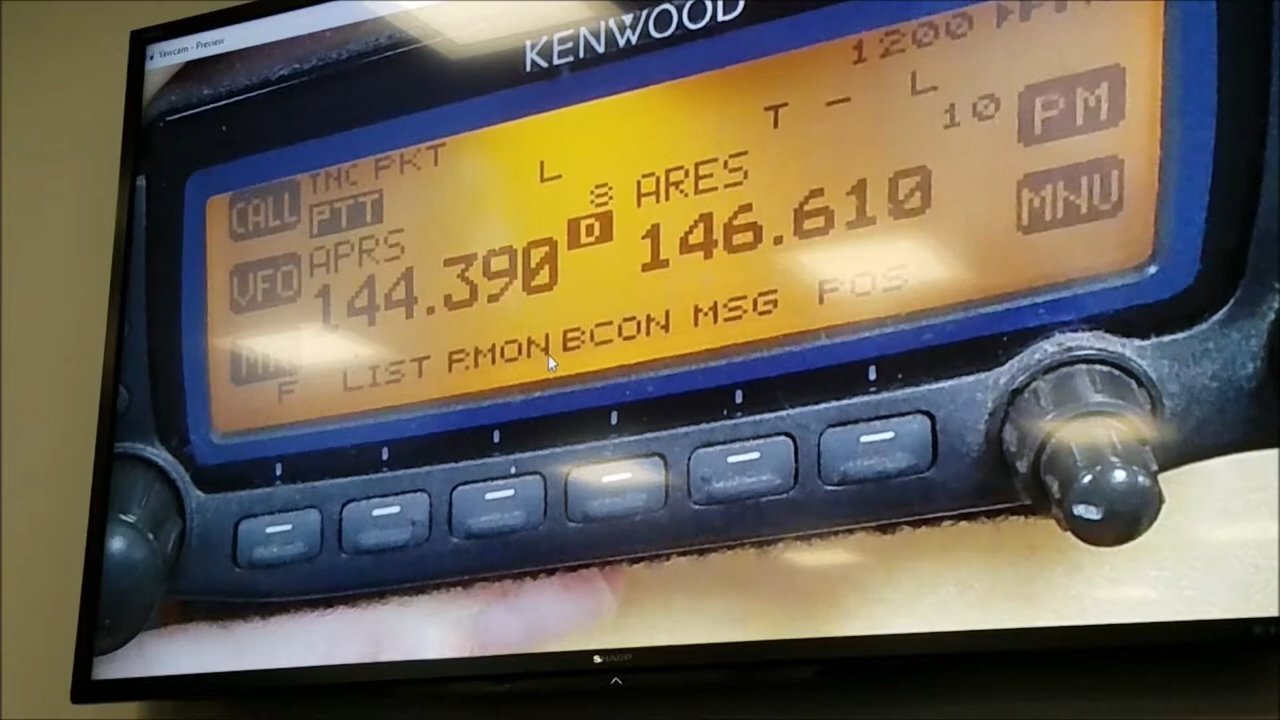 Yawcam - Preview
KENWOOD
1200
T - L
10
PM
TNC PKT
L
S ARES
CALL
PTT
D
146.610
MNU
APRS
VFO
144.390
F LIST P.MON BCON MSG POS
SHARP